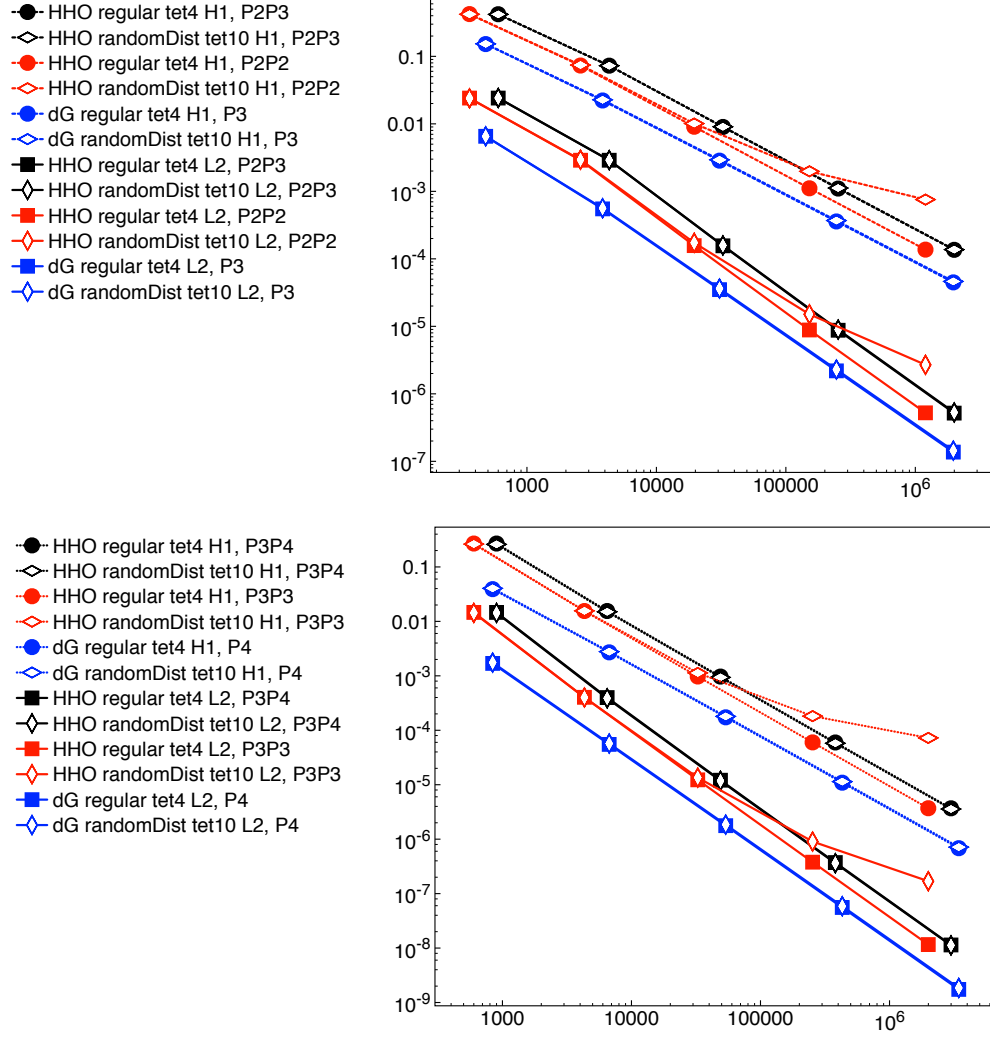 HHO regular tet4 H1, P2P3
HHO randomDist tet10 H1, P2P3
HHO regular tet4 H1, P2P2
HHO randomDist tet10 H1, P2P2
dG regular tet4 H1, P3
dG randomDist tet10 H1, P3
HHO regular tet4 L2, P2P3
HHO randomDist tet10 L2, P2P3
HHO regular tet4 L2, P2P2
HHO randomDist tet10 L2, P2P2
dG regular tet4 L2, P3
dG randomDist tet10 L2, P3
0.1
0.01
10⁻³
10⁻⁴
10⁻⁵
10⁻⁶
10⁻⁷
1000 10000 100000 10⁶
HHO regular tet4 H1, P3P4
HHO randomDist tet10 H1, P3P4
HHO regular tet4 H1, P3P3
HHO randomDist tet10 H1, P3P3
dG regular tet4 H1, P4
dG randomDist tet10 H1, P4
HHO regular tet4 L2, P3P4
HHO randomDist tet10 L2, P3P4
HHO regular tet4 L2, P3P3
HHO randomDist tet10 L2, P3P3
dG regular tet4 L2, P4
dG randomDist tet10 L2, P4
0.1
0.01
10⁻³
10⁻⁴
10⁻⁵
10⁻⁶
10⁻⁷
10⁻⁸
10⁻⁹
1000 10000 100000 10⁶